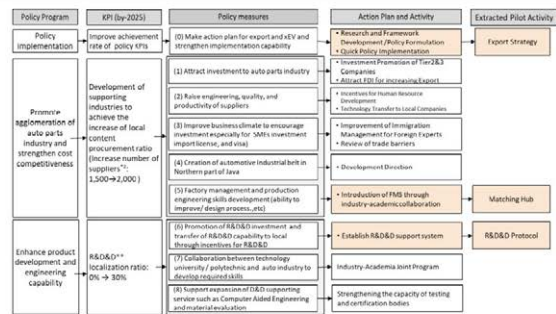 Policy Program
KPI (by-2025)
Policy measures
Action Plan and Activity
Extracted Pilot Activity
Policy
implementation
Improve achievement
rate of policy KPIs
(0) Make action plan for export and xEV and
strengthen implementation capability
• Research and Framework
Development /Policy Formulation
• Quick Policy Implementation
Export Strategy
Promote
agglomeration of
auto parts
industry and
strengthen cost
competitiveness
Development of
supporting
industries to
achieve the
increase of local
content
procurement ratio
(increase number of
suppliers*²:
1,500→2,000 )
(1) Attract investment to auto parts industry
• Investment Promotion of Tier2&3
Companies
• Attract FDI for increasing Export
(2) Raise engineering, quality, and
productivity of suppliers
• Incentives for Human Resource
Development
• Technology Transfer to Local Companies
(3) Improve business climate to encourage
investment especially for SMEs investment
import license, and visa)
• Improvement of Immigration
Management for Foreign Experts
• Review of trade barriers
(4) Creation of automotive industrial belt in
Northern part of Java
• Development Direction
(5) Factory management and production
engineering skills development (ability to
improve/ design process.,etc)
• Introduction of FMS through
industry-academic collaboration
Matching Hub
Enhance product
development and
engineering
capability
R&D&D**
localization ratio:
0% → 30%
(6) Promotion of R&D&D investment and
transfer of R&D&D capability to local
through incentives for R&D&D
• Establish R&D&D support system
R&D&D Protocol
(7) Collaboration between technology
university / polytechnic and auto industry to
develop required skills
Industry-Academia Joint Program
(8) Support expansion of D&D supporting
service such as Computer Aided Engineering
and material evaluation
Strengthening the capacity of testing
and certification bodies